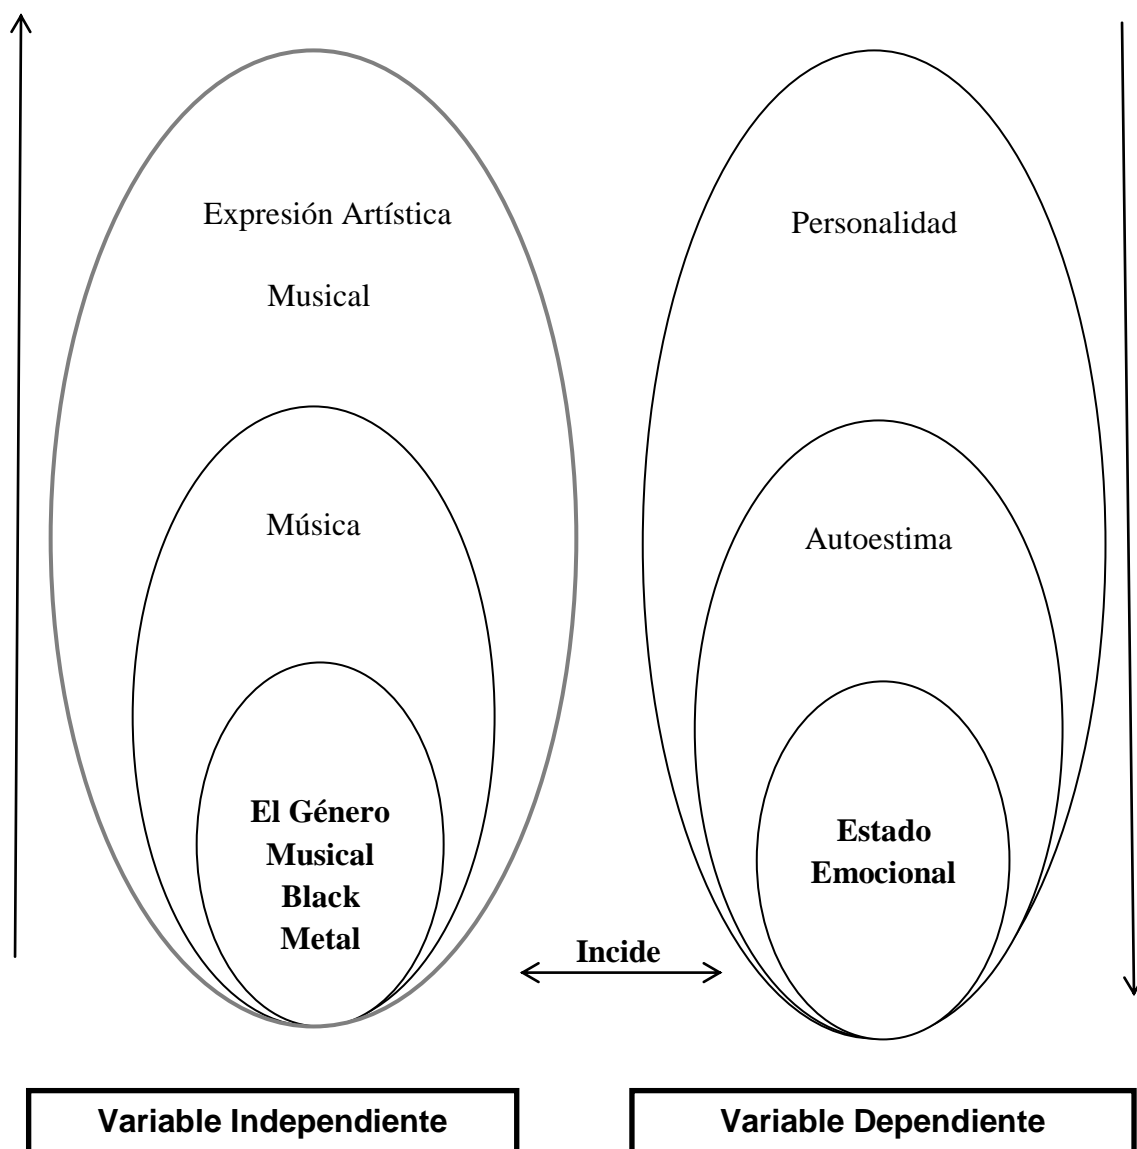 Expresión Artística
Musical
Música
El Género
Musical
Black
Metal
Personalidad
Autoestima
Estado
Emocional
Incide
Variable Independiente
Variable Dependiente